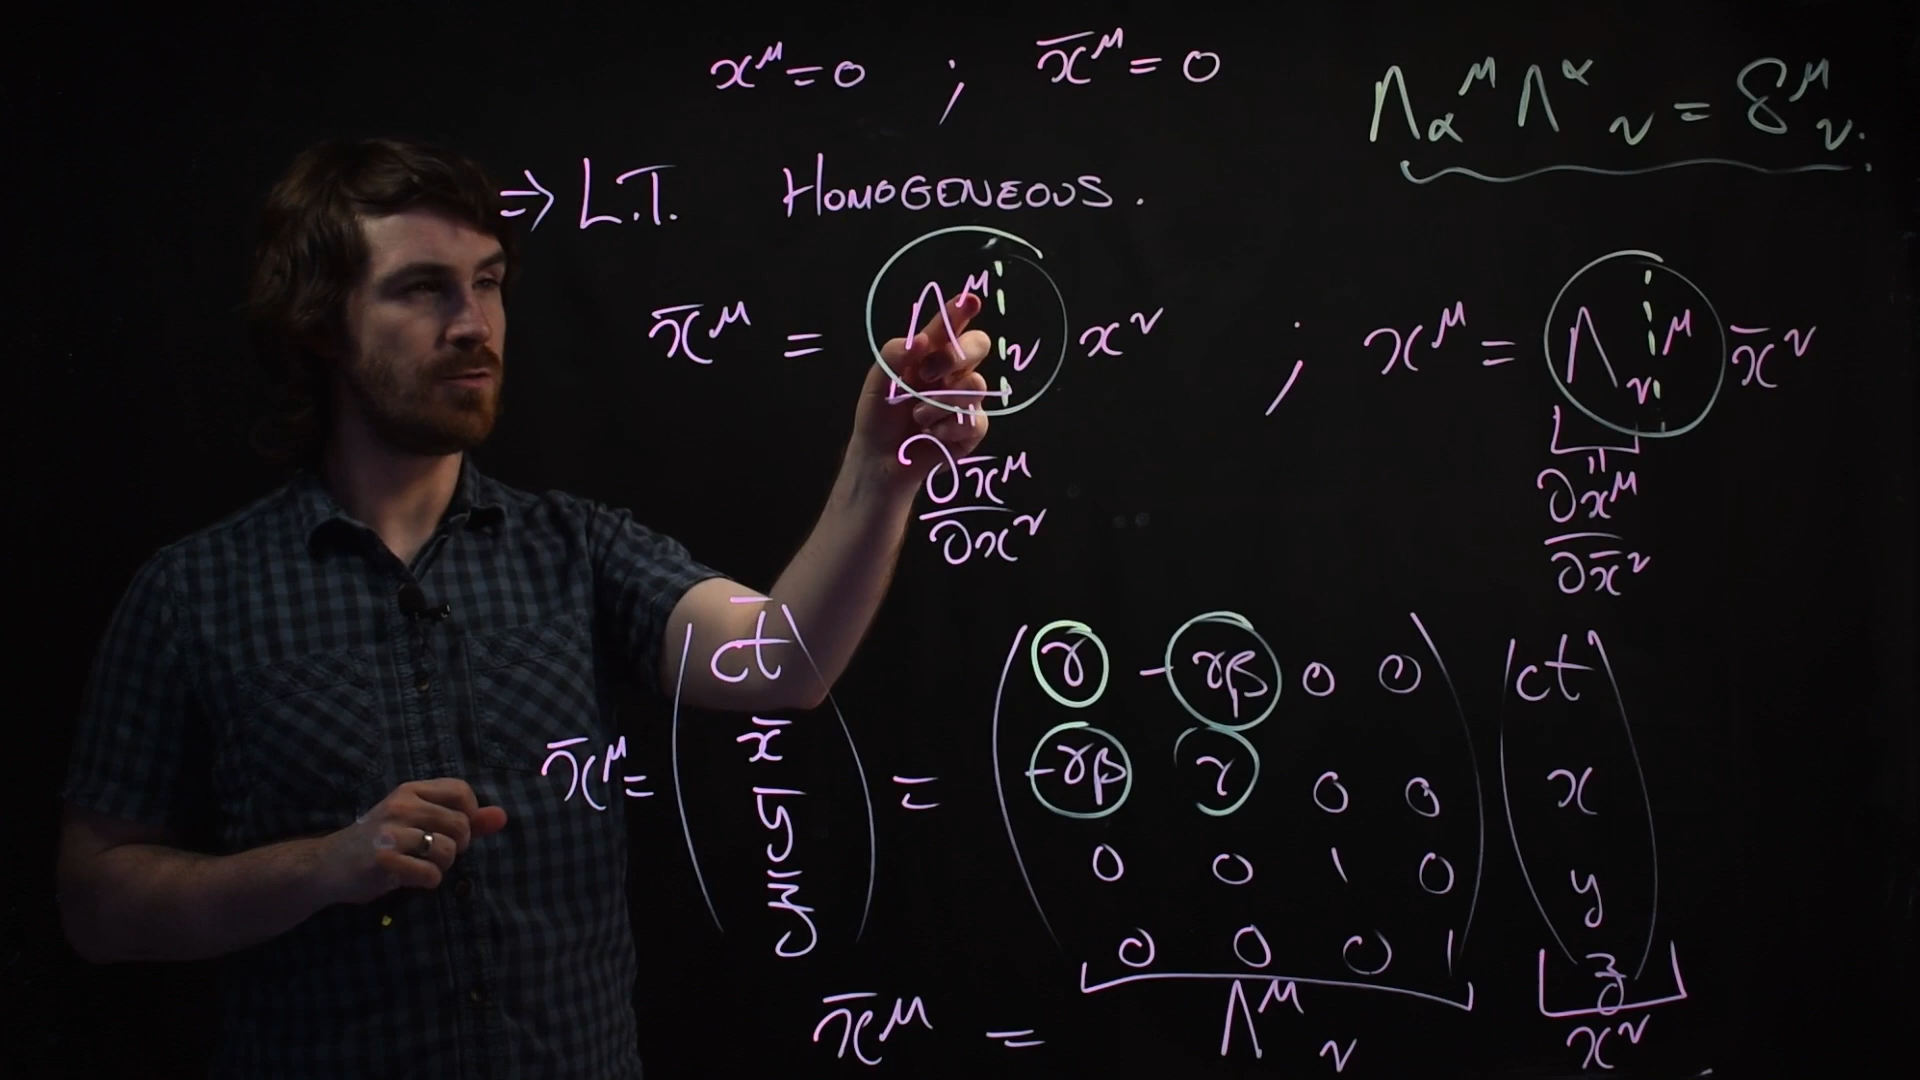 xᵘ = 0 ; x̄ᵘ = 0
Λ_α^μ Λ^α_ν = δ^μ_ν.
⇒ L.T. HOMOGENEOUS.
x̄^μ = Λ^μ_ν x^ν ; x^μ = Λ_ν^μ x̄^ν
" "
∂x̄^μ ∂x^μ
∂x^ν ∂x̄^ν
ct̄ γ -γβ 0 0 ct
x̄^μ = x̄ = -γβ γ 0 0 x
ȳ 0 0 1 0 y
z̄ 0 0 0 1 z
x̄^μ = Λ^μ_ν x^ν